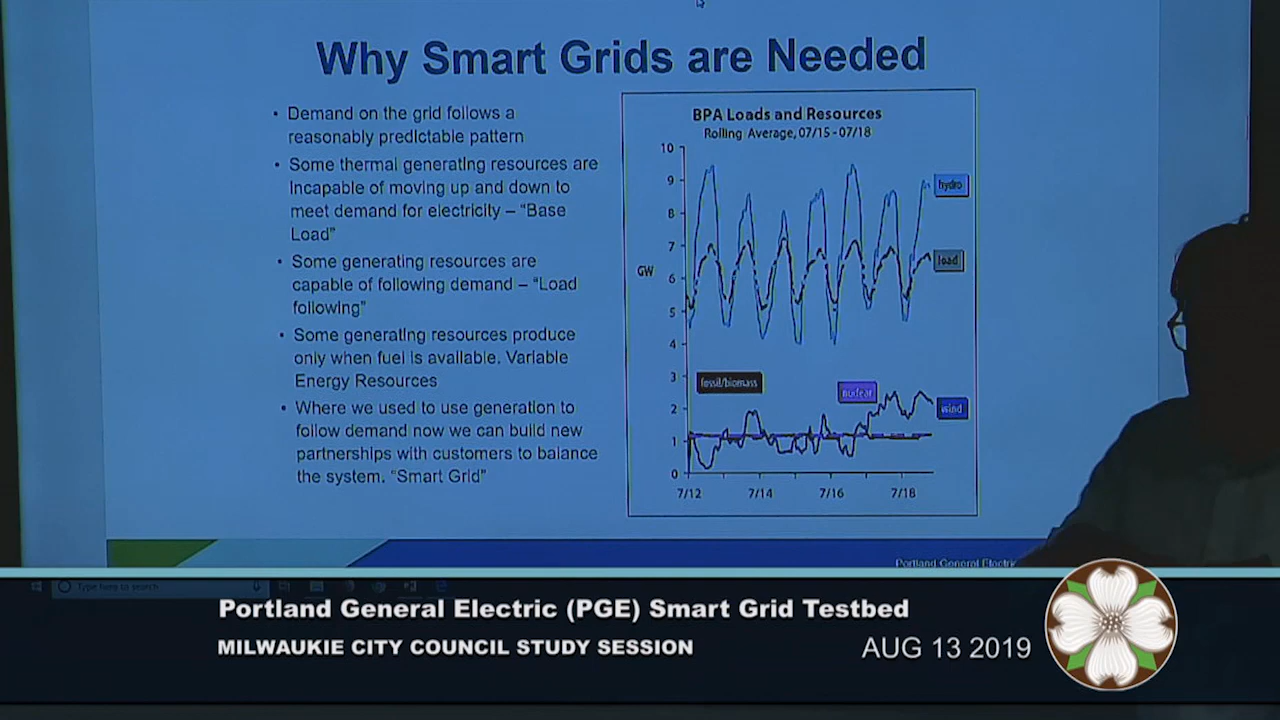 Why Smart Grids are Needed
• Demand on the grid follows a
reasonably predictable pattern
• Some thermal generating resources are
incapable of moving up and down to
meet demand for electricity – “Base
Load”
• Some generating resources are
capable of following demand – “Load
following”
• Some generating resources produce
only when fuel is available. Variable
Energy Resources
• Where we used to use generation to
follow demand now we can build new
partnerships with customers to balance
the system. “Smart Grid”
BPA Loads and Resources
Rolling Average, 07/15 - 07/18
10
9
8
7
6
5
4
3
2
1
0
GW
hydro
load
fossil/biomass
nuclear
wind
7/12 7/14 7/16 7/18
Portland General Electric
Type here to search
Portland General Electric (PGE) Smart Grid Testbed
MILWAUKIE CITY COUNCIL STUDY SESSION
AUG 13 2019